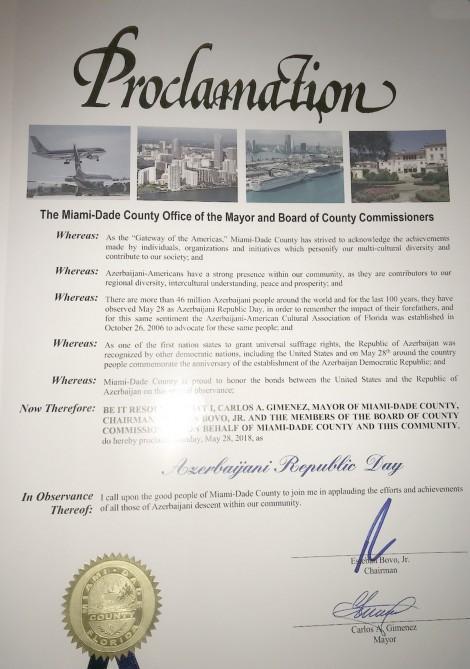 Proclamation
The Miami-Dade County Office of the Mayor and Board of County Commissioners
Whereas: As the "Gateway of the Americas," Miami-Dade County has strived to acknowledge the achievements
made by individuals, organizations and initiatives which personify our multi-cultural diversity and
contribute to our society; and
Whereas: Azerbaijani-Americans have a strong presence within our community, as they are contributors to our
regional diversity, intercultural understanding, peace and prosperity; and
Whereas: There are more than 46 million Azerbaijani people around the world and for the last 100 years, they have
observed May 28 as Azerbaijani Republic Day, in order to remember the impact of their forefathers, and
for this same sentiment the Azerbaijani-American Cultural Association of Florida was established in
October 26, 2006 to advocate for these same people; and
Whereas: As one of the first nation states to grant universal suffrage rights, the Republic of Azerbaijan was
recognized by other democratic nations, including the United States and on May 28th around the country
people commemorate the anniversary of the establishment of the Azerbaijan Democratic Republic; and
Whereas: Miami-Dade County is proud to honor the bonds between the United States and the Republic of
Azerbaijan on observance;
Now Therefore: BE IT I, CARLOS A. GIMENEZ, MAYOR OF MIAMI-DADE COUNTY,
CHAIRMAN BOVO, JR. AND THE MEMBERS OF THE BOARD OF COUNTY
BEHALF OF MIAMI-DADE COUNTY AND THIS COMMUNITY,
do hereby May 28, 2018, as
Azerbaijani Republic Day
In Observance Thereof: I call upon the good people of Miami-Dade County to join me in applauding the efforts and achievements
of all those of Azerbaijani descent within our community.
Esteban Bovo, Jr.
Chairman
Carlos A. Gimenez
Mayor
MIAMI-DADE
COUNTY
FLORIDA